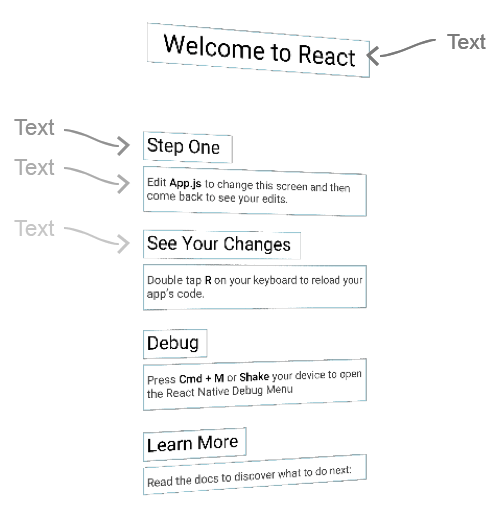 Welcome to React
Text
Text
Step One
Text
Edit App.js to change this screen and then
come back to see your edits.
Text
See Your Changes
Double tap R on your keyboard to reload your
app's code.
Debug
Press Cmd + M or Shake your device to open
the React Native Debug Menu
Learn More
Read the docs to discover what to do next: